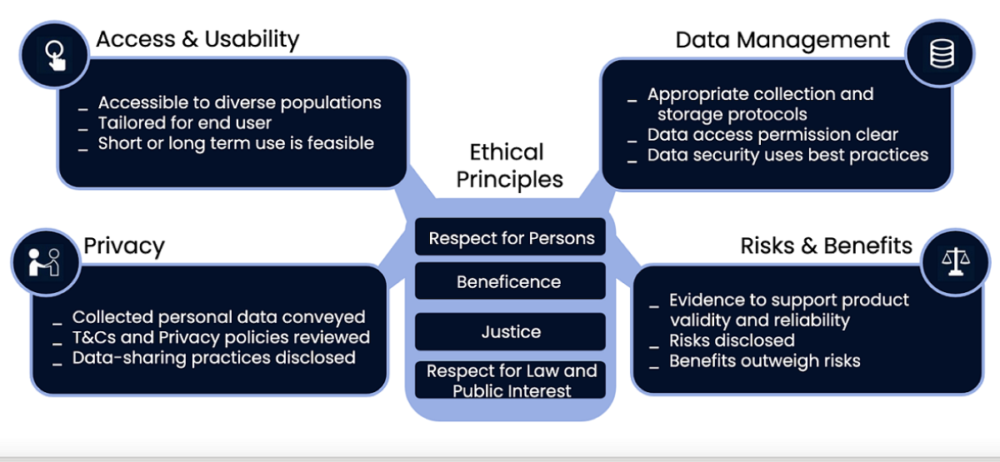 Access & Usability
_ Accessible to diverse populations
_ Tailored for end user
_ Short or long term use is feasible
Data Management
_ Appropriate collection and
storage protocols
_ Data access permission clear
_ Data security uses best practices
Ethical
Principles
Respect for Persons
Beneficence
Justice
Respect for Law and
Public Interest
Privacy
_ Collected personal data conveyed
_ T&Cs and Privacy policies reviewed
_ Data-sharing practices disclosed
Risks & Benefits
_ Evidence to support product
validity and reliability
_ Risks disclosed
_ Benefits outweigh risks